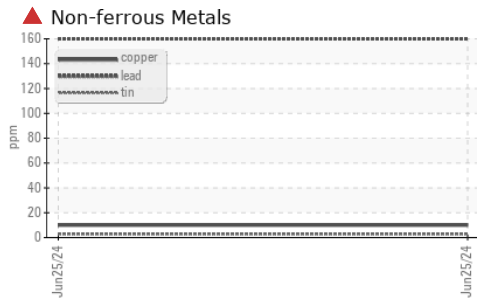 Non-ferrous Metals
160
140
120
100
80
60
40
20
0
ppm
copper
lead
tin
Jun25/24
Jun25/24